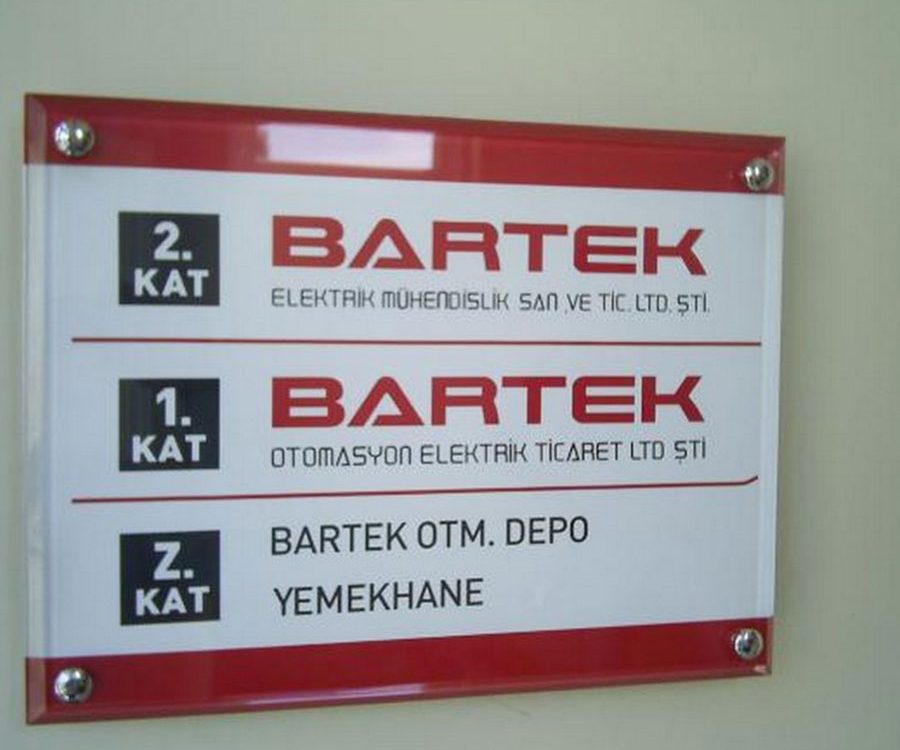 2.
KAT
BARTEK
ELEKTRİK MÜHENDİSLİK SAN .VE TİC. LTD. ŞTİ.
1.
KAT
BARTEK
OTOMASYON ELEKTRİK TİCARET LTD ŞTİ
Z.
KAT
BARTEK OTM. DEPO
YEMEKHANE